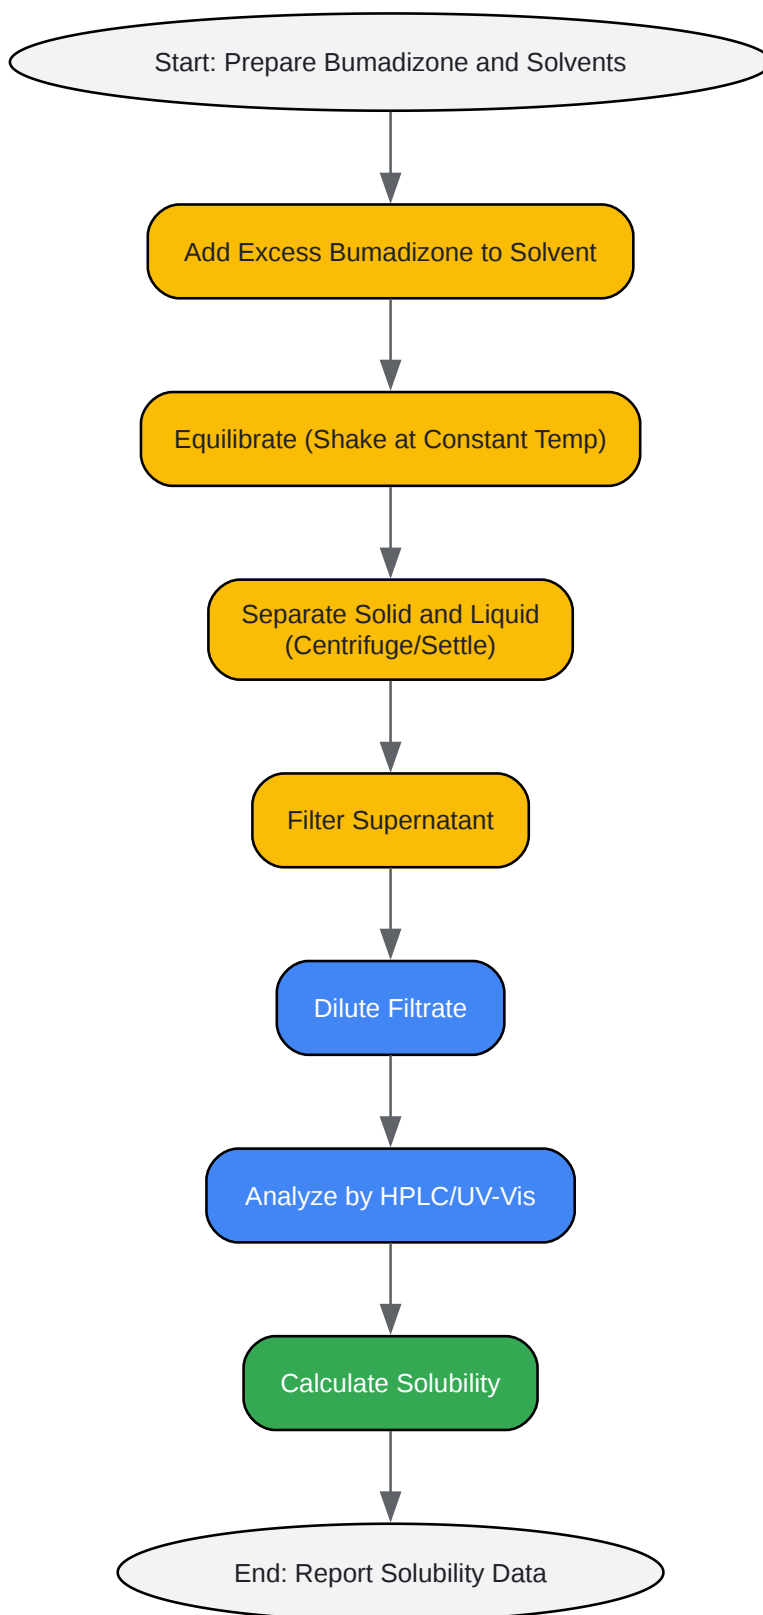 Start: Prepare Bumadizone and Solvents
Add Excess Bumadizone to Solvent
Equilibrate (Shake at Constant Temp)
Separate Solid and Liquid
(Centrifuge/Settle)
Filter Supernatant
Dilute Filtrate
Analyze by HPLC/UV-Vis
Calculate Solubility
End: Report Solubility Data